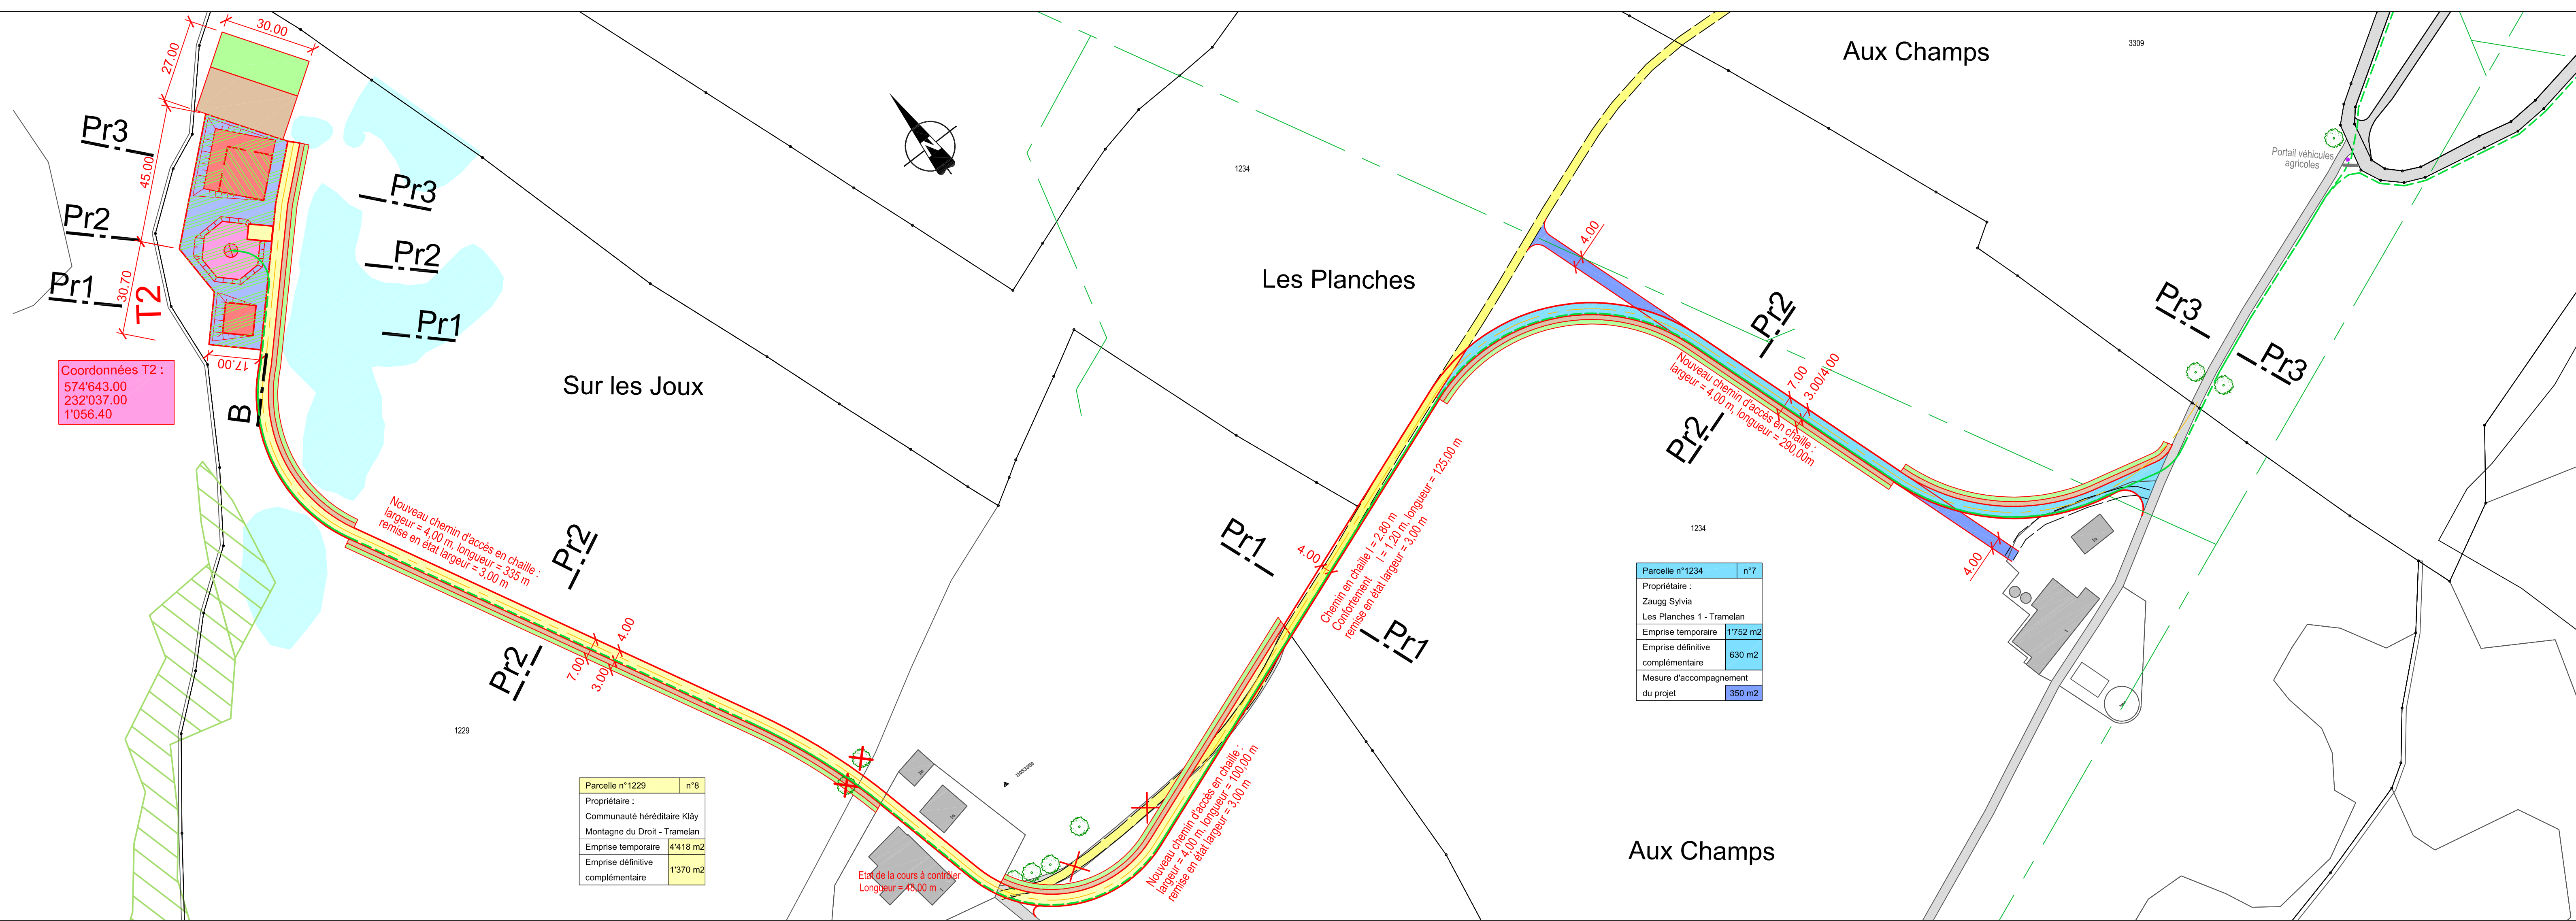 30.00
27.00
45.00
30.70
17.00
Pr3
Pr2
Pr1
T2
Pr3
Pr2
Pr1
B
Coordonnées T2 :
574'643.00
232'037.00
1'056.40
N
Aux Champs
3309
1234
Les Planches
Sur les Joux
Portail véhicules
agricoles
4.00
Pr2
Pr2
7.00
3.00/4.00
Nouveau chemin d'accès en chaille :
largeur = 4,00 m, longueur = 290,00m
Pr3
Pr3
4.00
1234
Nouveau chemin d'accès en chaille :
largeur = 4,00 m, longueur = 335 m
remise en état largeur = 3,00 m
Pr2
Pr2
7.00
3.00
4.00
Pr1
Pr1
4.00
Chemin en chaille l = 2,80 m
Confortement l = 1,20 m, longueur = 125,00 m
remise en état largeur = 3,00 m
Parcelle n°1234 n°7
Propriétaire :
Zaugg Sylvia
Les Planches 1 - Tramelan
Emprise temporaire 1'752 m2
Emprise définitive
complémentaire 630 m2
Mesure d'accompagnement
du projet 350 m2
1229
Parcelle n°1229 n°8
Propriétaire :
Communauté héréditaire Kläy
Montagne du Droit - Tramelan
Emprise temporaire 4'418 m2
Emprise définitive
complémentaire 1'370 m2
Etat de la cours à contrôler
Longueur = 48,00 m
Nouveau chemin d'accès en chaille :
largeur = 4,00 m, longueur = 100,00 m
remise en état largeur = 3,00 m
Aux Champs